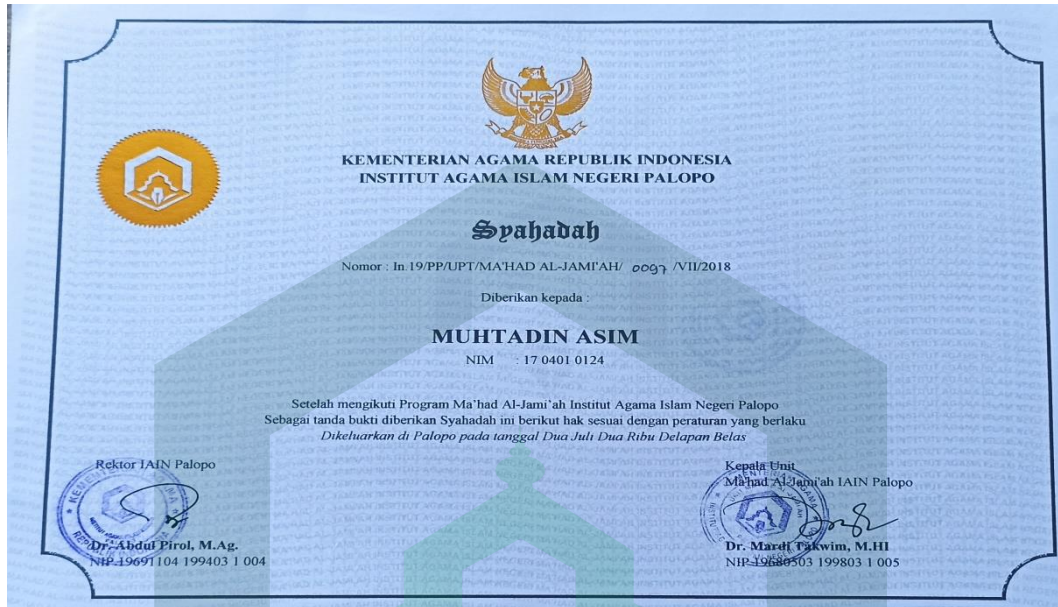 KEMENTERIAN AGAMA REPUBLIK INDONESIA
INSTITUT AGAMA ISLAM NEGERI PALOPO
Syahadah
Nomor : In 19/PP/UPT/MA'HAD AL-JAMI'AH/ 0097 /VII/2018
Diberikan kepada :
MUHTADIN ASIM
NIM : 17 0401 0124
Setelah mengikuti Program Ma'had Al-Jami'ah Institut Agama Islam Negeri Palopo
Sebagai tanda bukti diberikan Syahadah ini berikut hak sesuai dengan peraturan yang berlaku
Dikeluarkan di Palopo pada tanggal Dua Juli Dua Ribu Delapan Belas
Rektor IAIN Palopo
Dr. Abdul Pirol, M.Ag.
NIP 19691104 199403 1 004
Kepala Unit
Ma'had Al-Jami'ah IAIN Palopo
Dr. Mardi Takwim, M.HI
NIP 19680503 199803 1 005